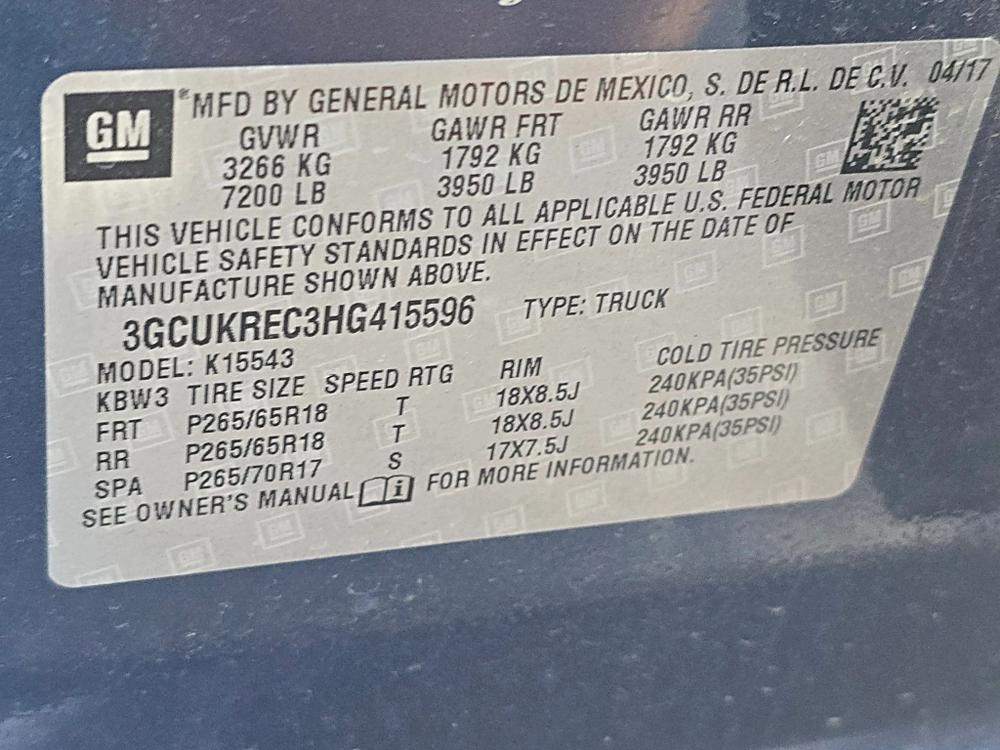 GM
*MFD BY GENERAL MOTORS DE MEXICO, S. DE R.L. DE C.V. 04/17
GVWR GAWR FRT GAWR RR
3266 KG 1792 KG 1792 KG
7200 LB 3950 LB 3950 LB
THIS VEHICLE CONFORMS TO ALL APPLICABLE U.S. FEDERAL MOTOR
VEHICLE SAFETY STANDARDS IN EFFECT ON THE DATE OF
MANUFACTURE SHOWN ABOVE.
3GCUKREC3HG415596 TYPE: TRUCK
MODEL: K15543
KBW3 TIRE SIZE SPEED RTG RIM COLD TIRE PRESSURE
FRT P265/65R18 T 18X8.5J 240KPA(35PSI)
RR P265/65R18 T 18X8.5J 240KPA(35PSI)
SPA P265/70R17 S 17X7.5J 240KPA(35PSI)
SEE OWNER'S MANUAL i FOR MORE INFORMATION.